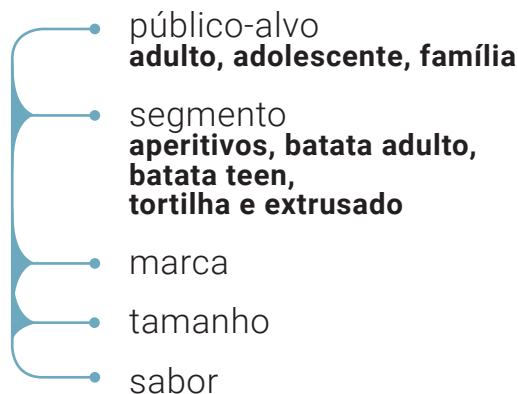 público-alvo
adulto, adolescente, família
segmento
aperitivos, batata adulto,
batata teen,
tortilha e extrusado
marca
tamanho
sabor